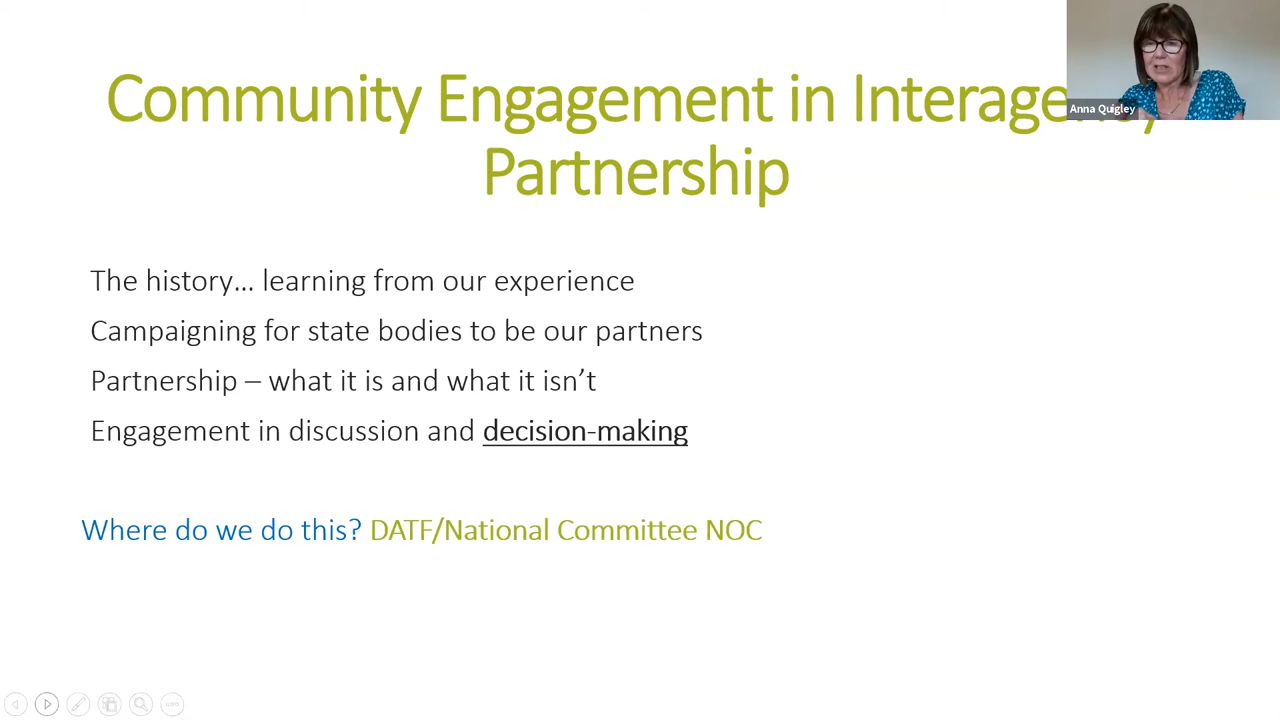 Community Engagement in Interagency
Partnership
Anna Quigley
The history... learning from our experience
Campaigning for state bodies to be our partners
Partnership – what it is and what it isn't
Engagement in discussion and decision-making
Where do we do this? DATF/National Committee NOC